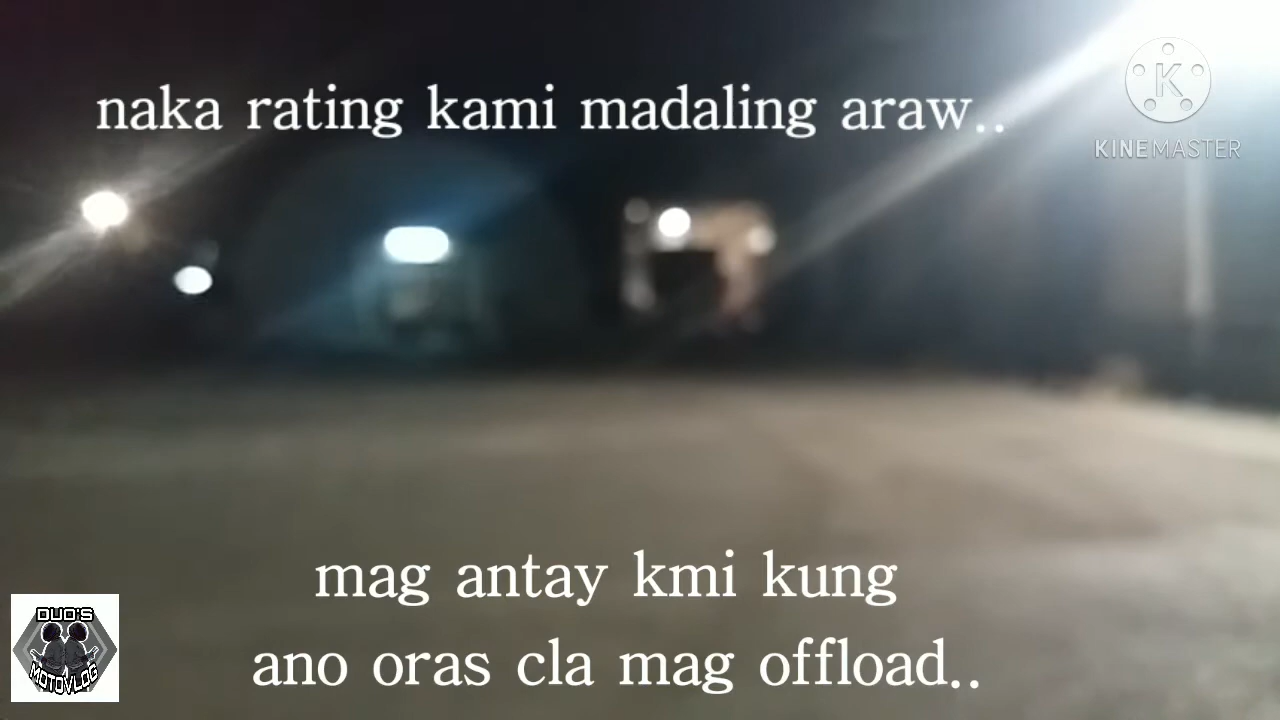 naka rating kami madaling araw..
K
KINEMASTER
mag antay kmi kung
ano oras cla mag offload..
DUO'S
MOTOVLOG